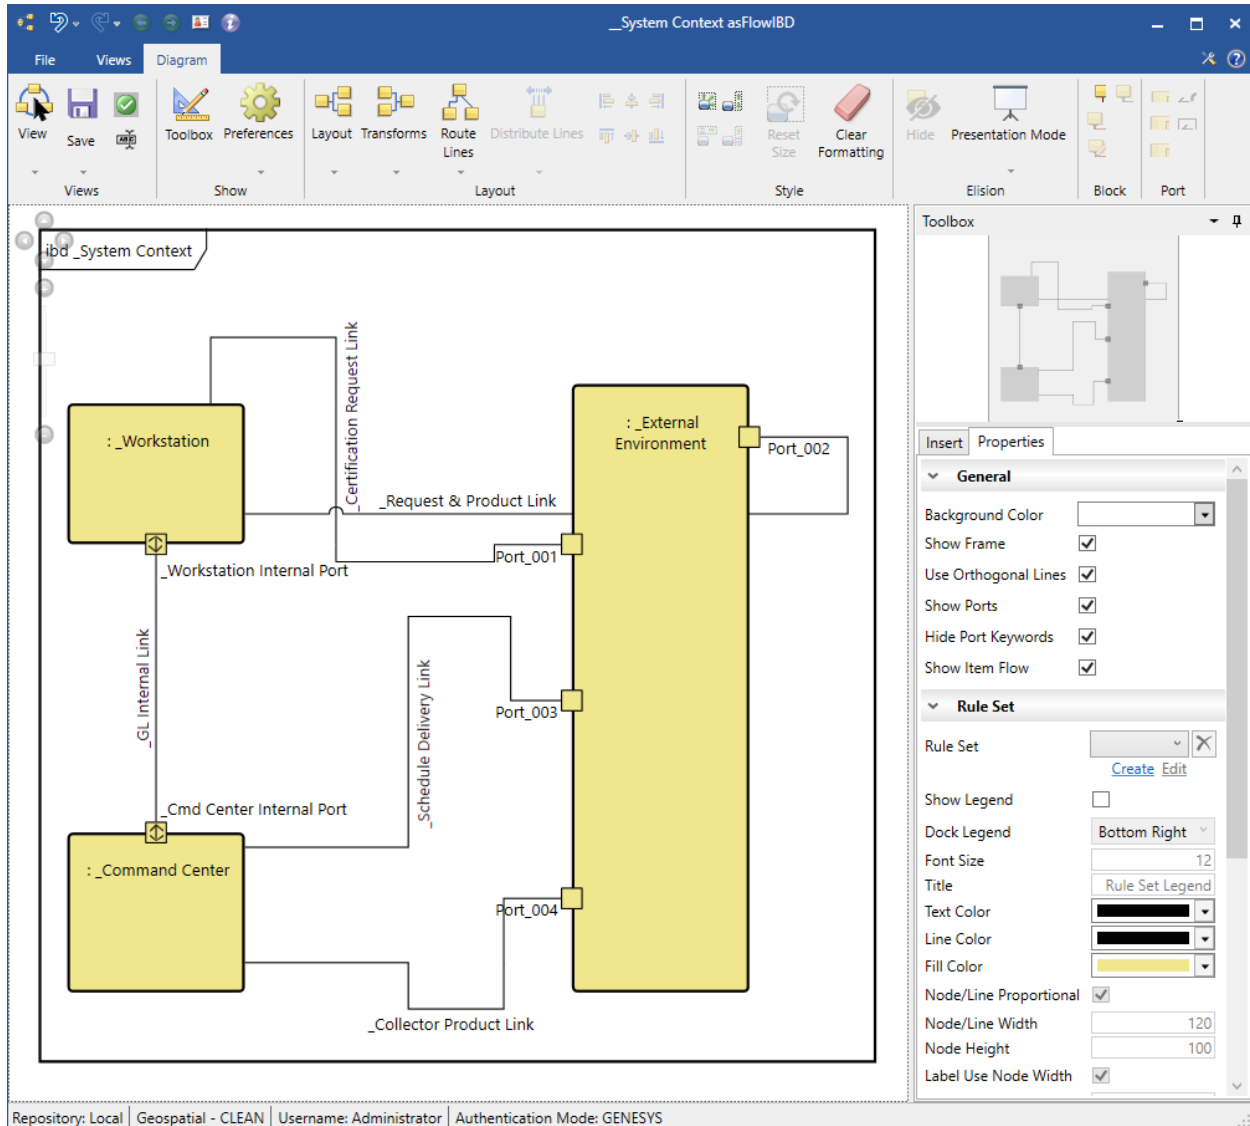 __System Context asFlowIBD
File
Views
Diagram
View
Save
ABC
Toolbox
Preferences
Layout
Transforms
Route
Lines
Distribute Lines
Reset
Size
Clear
Formatting
Hide
Presentation Mode
Views
Show
Layout
Style
Elision
Block
Port
ibd _System Context
: _Workstation
_Certification Request Link
: _External
Environment
Port_002
_Request & Product Link
Port_001
_Workstation Internal Port
_GL Internal Link
_Schedule Delivery Link
Port_003
_Cmd Center Internal Port
: _Command Center
Port_004
_Collector Product Link
Toolbox
Insert
Properties
General
Background Color
Show Frame
Use Orthogonal Lines
Show Ports
Hide Port Keywords
Show Item Flow
Rule Set
Rule Set
Create Edit
Show Legend
Dock Legend Bottom Right
Font Size 12
Title Rule Set Legend
Text Color
Line Color
Fill Color
Node/Line Proportional
Node/Line Width 120
Node Height 100
Label Use Node Width
Repository: Local Geospatial - CLEAN Username: Administrator Authentication Mode: GENESYS